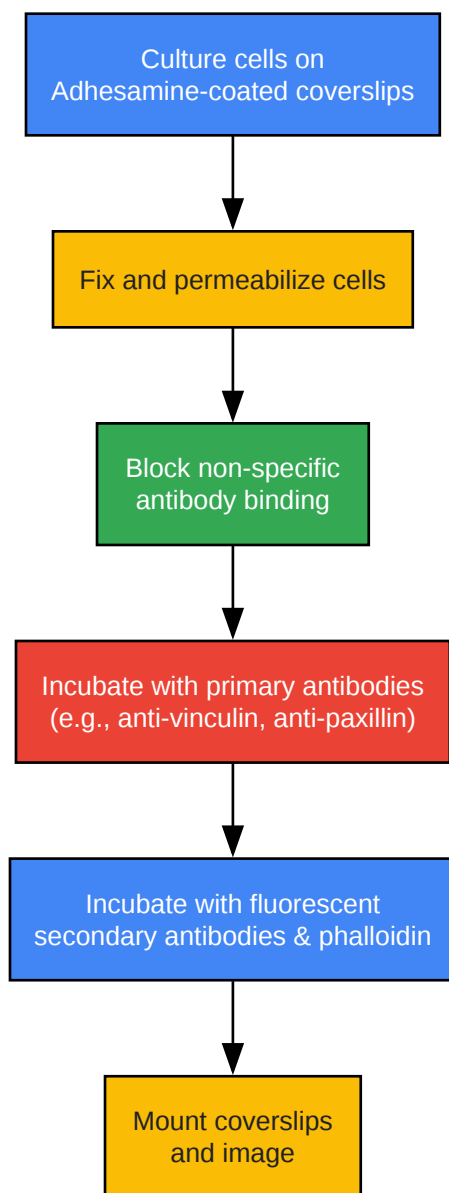 Culture cells on
Adhesamine-coated coverslips
Fix and permeabilize cells
Block non-specific
antibody binding
Incubate with primary antibodies
(e.g., anti-vinculin, anti-paxillin)
Incubate with fluorescent
secondary antibodies & phalloidin
Mount coverslips
and image